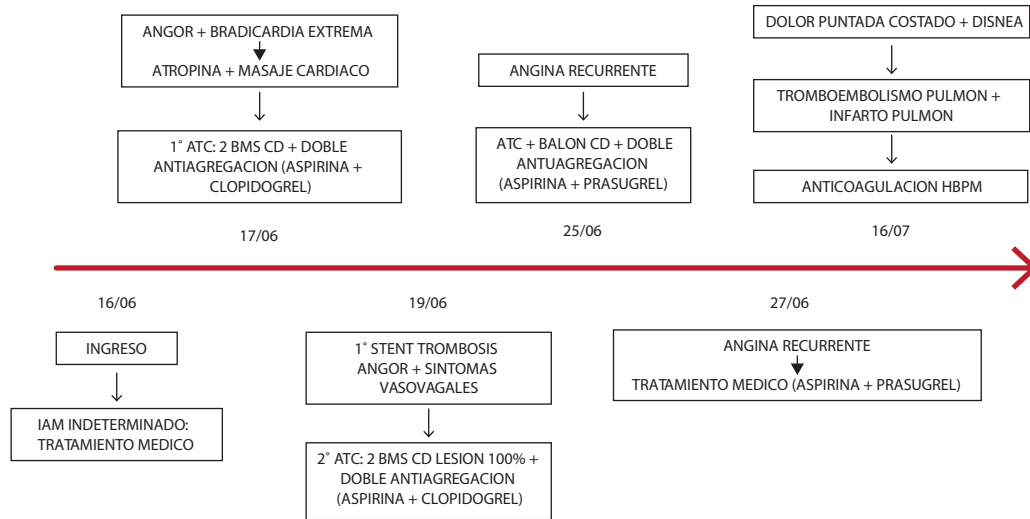 ANGOR + BRADICARDIA EXTREMA
ATROPINA + MASAJE CARDIACO
1° ATC: 2 BMS CD + DOBLE
ANTIAGREGACION (ASPIRINA +
CLOPIDOGREL)
17/06
ANGINA RECURRENTE
ATC + BALON CD + DOBLE
ANTUAGREGACION
(ASPIRINA + PRASUGREL)
25/06
DOLOR PUNTADA COSTADO + DISNEA
TROMBOEMBOLISMO PULMON +
INFARTO PULMON
ANTICOAGULACION HBPM
16/07
16/06
INGRESO
IAM INDETERMINADO:
TRATAMIENTO MEDICO
19/06
1° STENT TROMBOSIS
ANGOR + SINTOMAS
VASOVAGALES
2° ATC: 2 BMS CD LESION 100% +
DOBLE ANTIAGREGACION
(ASPIRINA + CLOPIDOGREL)
27/06
ANGINA RECURRENTE
TRATAMIENTO MEDICO (ASPIRINA + PRASUGREL)